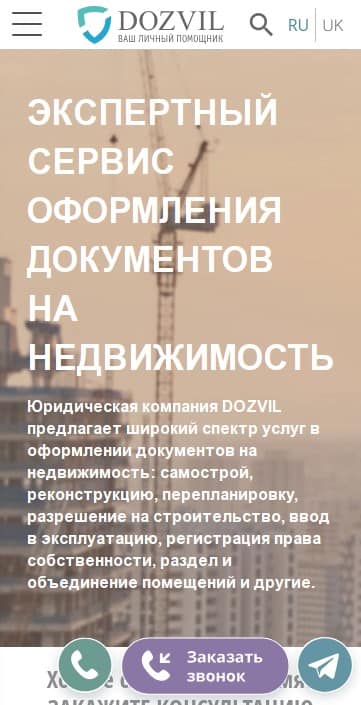 DOZVIL
ВАШ ЛИЧНЫЙ ПОМОЩНИК
RU UK
ЭКСПЕРТНЫЙ
СЕРВИС
ОФОРМЛЕНИЯ
ДОКУМЕНТОВ
НА
НЕДВИЖИМОСТЬ
Юридическая компания DOZVIL
предлагает широкий спектр услуг в
оформлении документов на
недвижимость: самострой,
реконструкцию, перепланировку,
разрешение на строительство, ввод
в эксплуатацию, регистрация права
собственности, раздел и
объединение помещений и другие.
Заказать
звонок
ЗАКАЖИТЕ КОНСУЛЬТАЦИЮ